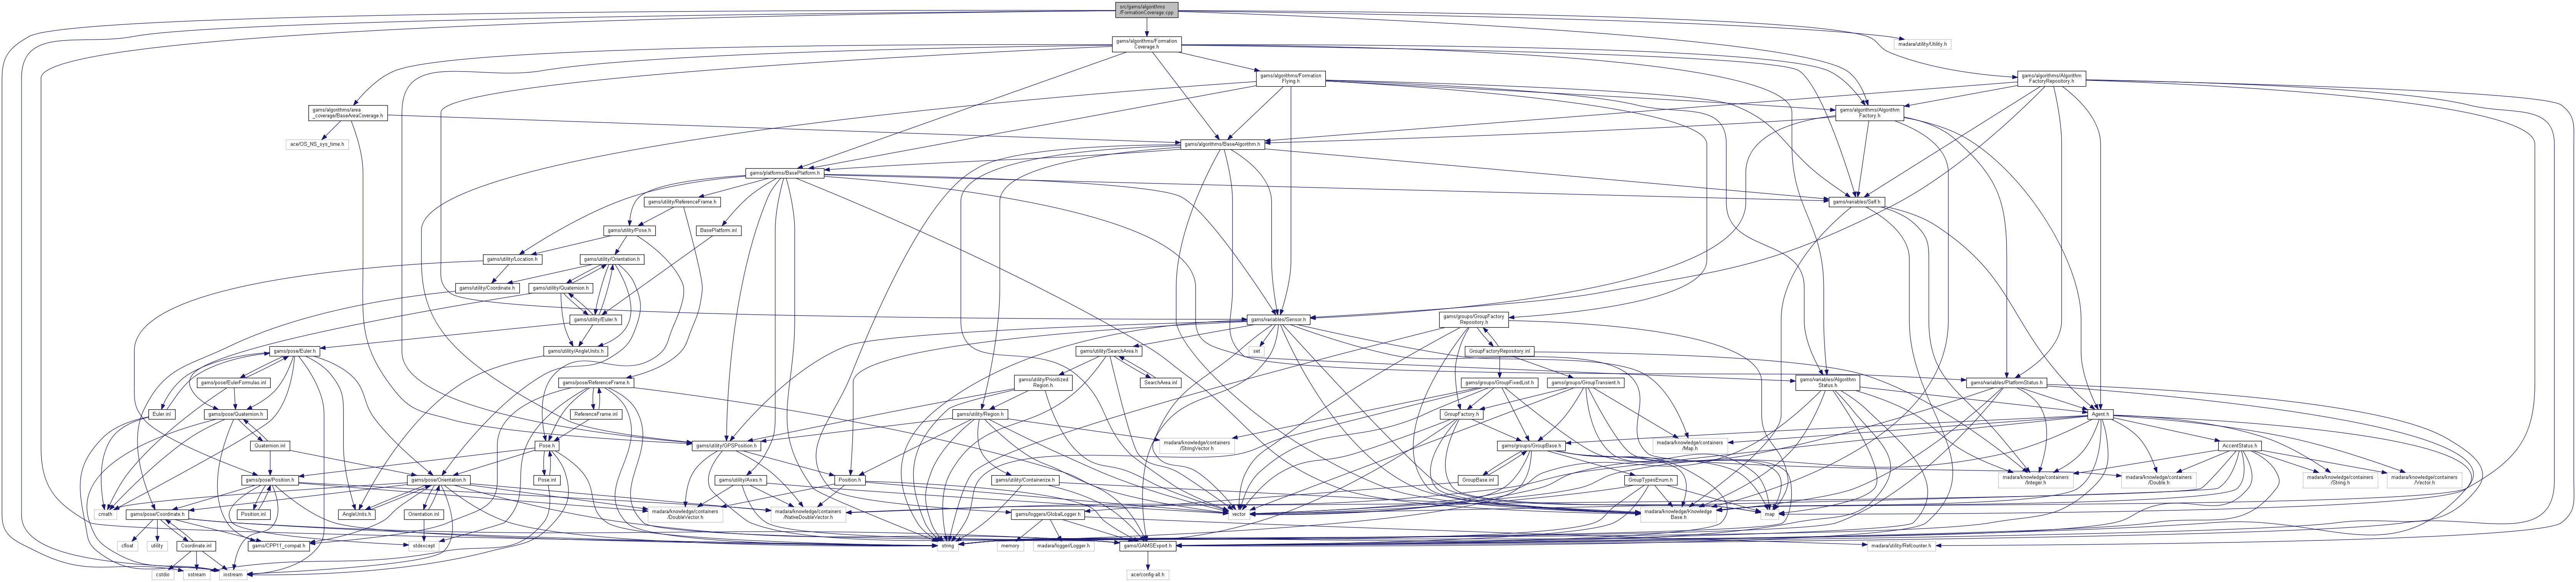 src/gams/algorithms
/FormationCoverage.cpp
gams/algorithms/Formation
Coverage.h
madara/utility/Utility.h
gams/algorithms/Formation
Flying.h
gams/algorithms/Algorithm
FactoryRepository.h
gams/algorithms/area
_coverage/BaseAreaCoverage.h
gams/algorithms/Algorithm
Factory.h
ace/OS_NS_sys_time.h
gams/algorithms/BaseAlgorithm.h
gams/platforms/BasePlatform.h
gams/utility/ReferenceFrame.h
gams/variables/Self.h
gams/utility/Pose.h
BasePlatform.inl
gams/utility/Location.h
gams/utility/Orientation.h
gams/utility/Coordinate.h
gams/utility/Quaternion.h
gams/utility/Euler.h
gams/variables/Sensor.h
gams/groups/GroupFactory
Repository.h
gams/pose/Euler.h
gams/utility/AngleUnits.h
gams/utility/SearchArea.h
set
GroupFactoryRepository.inl
gams/pose/EulerFormulas.inl
gams/pose/ReferenceFrame.h
gams/utility/Prioritized
Region.h
SearchArea.inl
gams/groups/GroupFixedList.h
gams/groups/GroupTransient.h
gams/variables/Algorithm
Status.h
gams/variables/PlatformStatus.h
Euler.inl
gams/pose/Quaternion.h
ReferenceFrame.inl
gams/utility/Region.h
GroupFactory.h
Agent.h
Quaternion.inl
Pose.h
gams/utility/GPSPosition.h
madara/knowledge/containers
/StringVector.h
gams/groups/GroupBase.h
madara/knowledge/containers
/Map.h
AccentStatus.h
gams/pose/Position.h
gams/pose/Orientation.h
Pose.inl
gams/utility/Axes.h
Position.h
gams/utility/Containerize.h
GroupBase.inl
GroupTypesEnum.h
madara/knowledge/containers
/Integer.h
madara/knowledge/containers
/Double.h
madara/knowledge/containers
/String.h
madara/knowledge/containers
/Vector.h
cmath
gams/pose/Coordinate.h
Position.inl
AngleUnits.h
Orientation.inl
madara/knowledge/containers
/DoubleVector.h
madara/knowledge/containers
/NativeDoubleVector.h
gams/loggers/GlobalLogger.h
vector
madara/knowledge/Knowledge
Base.h
map
cfloat
utility
Coordinate.inl
gams/CPP11_compat.h
stdexcept
string
memory
madara/logger/Logger.h
gams/GAMSExport.h
madara/utility/Refcounter.h
cstdio
sstream
iostream
ace/config-all.h